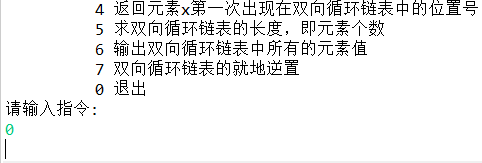 4 返回元素x第一次出现在双向循环链表中的位置号
5 求双向循环链表的长度，即元素个数
6 输出双向循环链表中所有的元素值
7 双向循环链表的就地逆置
0 退出
请输入指令:
0